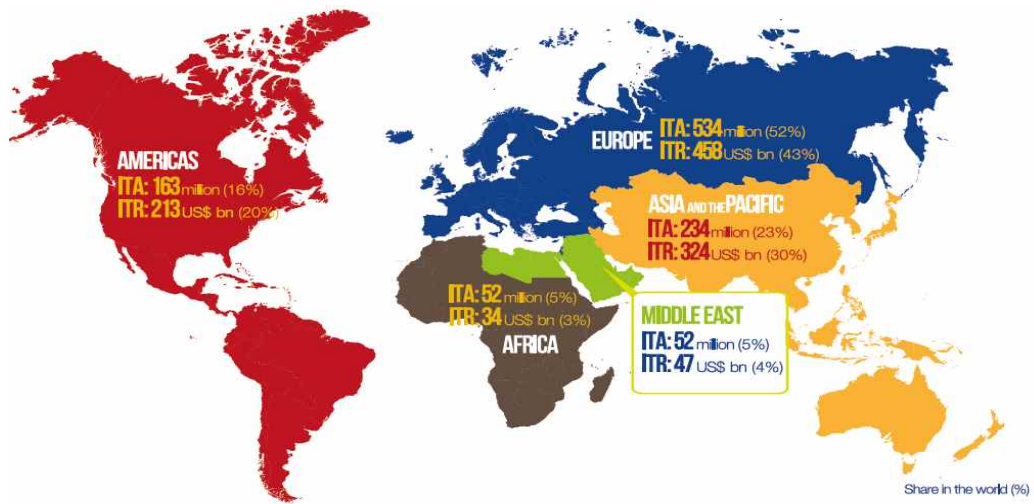 AMERICAS
ITA: 163 million (16%)
ITR: 213 US$ bn (20%)
EUROPE
ITA: 534 million (52%)
ITR: 458 US$ bn (43%)
ASIA AND THE PACIFIC
ITA: 234 million (23%)
ITR: 324 US$ bn (30%)
ITA: 52 million (5%)
ITR: 34 US$ bn (3%)
AFRICA
MIDDLE EAST
ITA: 52 million (5%)
ITR: 47 US$ bn (4%)
Share in the world (%)